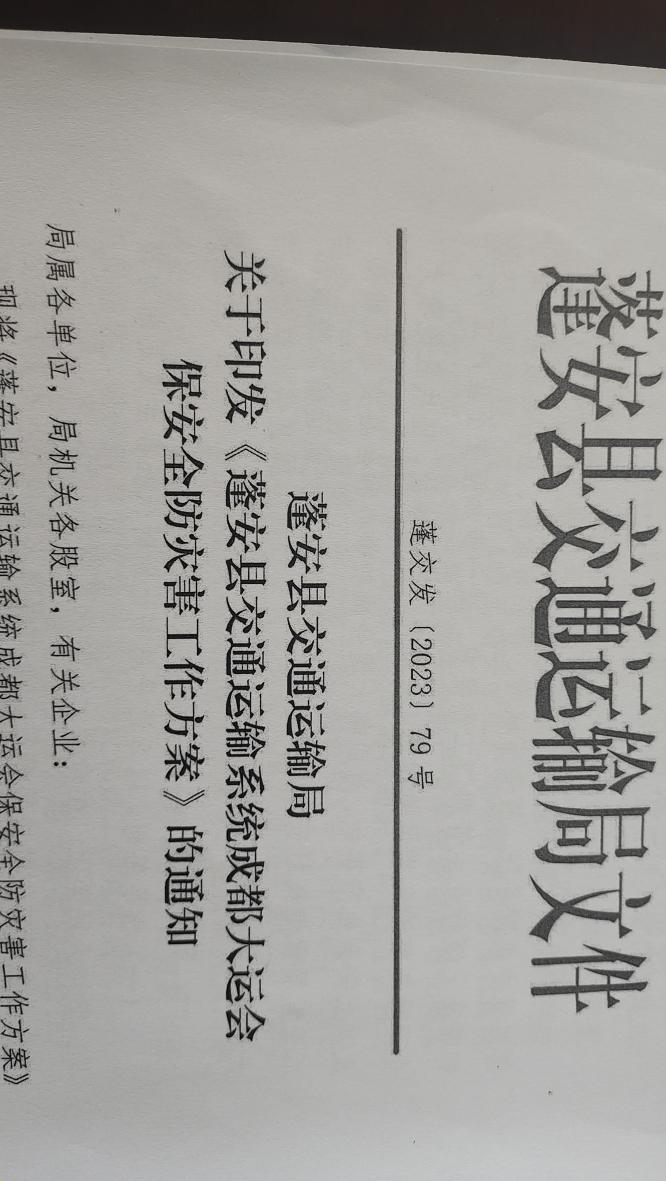 蓬安县交通运输局文件
蓬交发〔2023〕79号
蓬安县交通运输局
关于印发《蓬安县交通运输系统成都大运会
保安全防灾害工作方案》的通知
局属各单位，局机关各股室，有关企业：
现将《蓬安县交通运输系统成都大运会保安全防灾害工作方案》